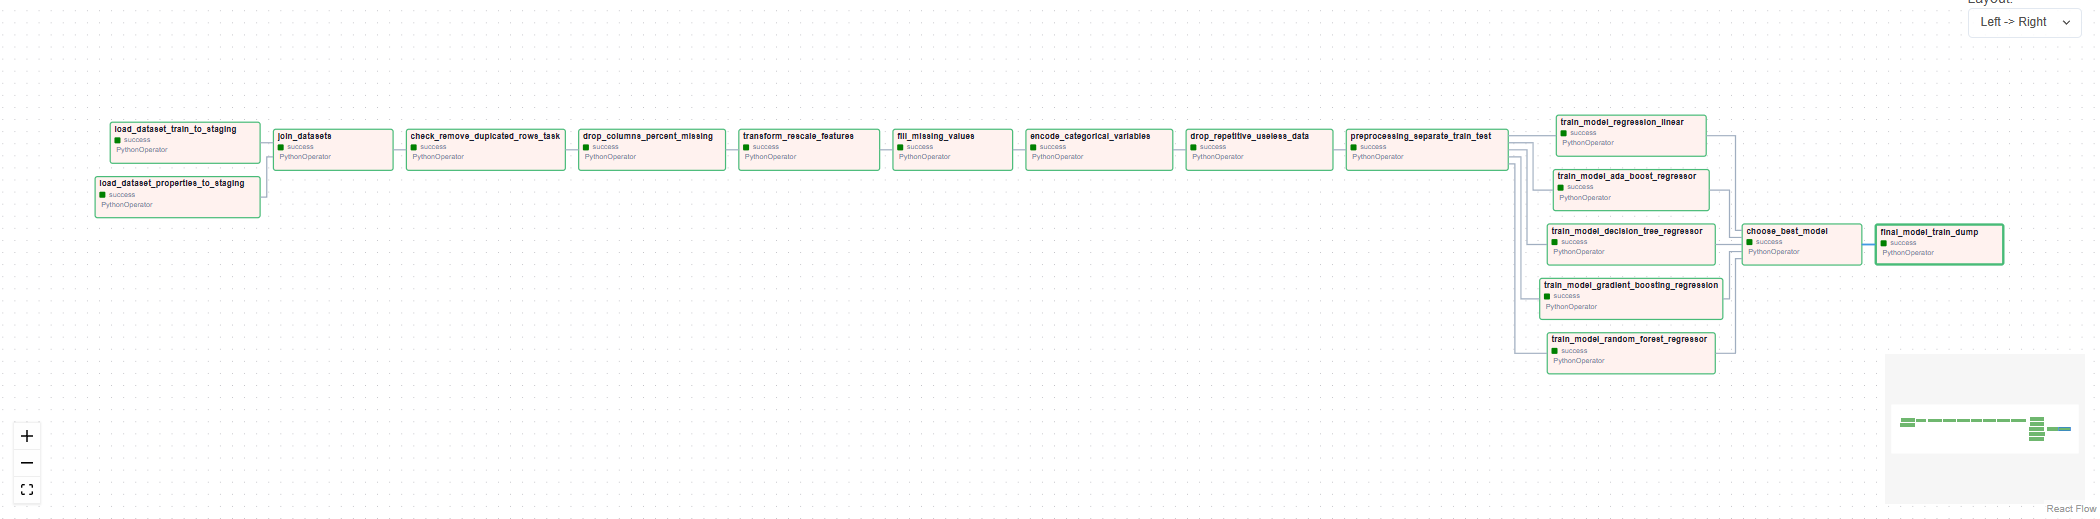 Layout:
Left -> Right
load_dataset_train_to_staging
success
PythonOperator
load_dataset_properties_to_staging
success
PythonOperator
join_datasets
success
PythonOperator
check_remove_dupicated_rows_task
success
PythonOperator
drop_columns_percent_missing
success
PythonOperator
transform_rescale_features
success
PythonOperator
fill_missing_values
success
PythonOperator
encode_categorical_variables
success
PythonOperator
drop_repetitive_useless_data
success
PythonOperator
preprocessing_separate_train_test
success
PythonOperator
train_model_regression_linear
success
PythonOperator
train_model_ada_boost_regressor
success
PythonOperator
train_model_decision_tree_regressor
success
PythonOperator
train_model_gradient_boosting_regression
success
PythonOperator
train_model_random_forest_regressor
success
PythonOperator
choose_best_model
success
PythonOperator
final_model_train_dump
success
PythonOperator
React Flow